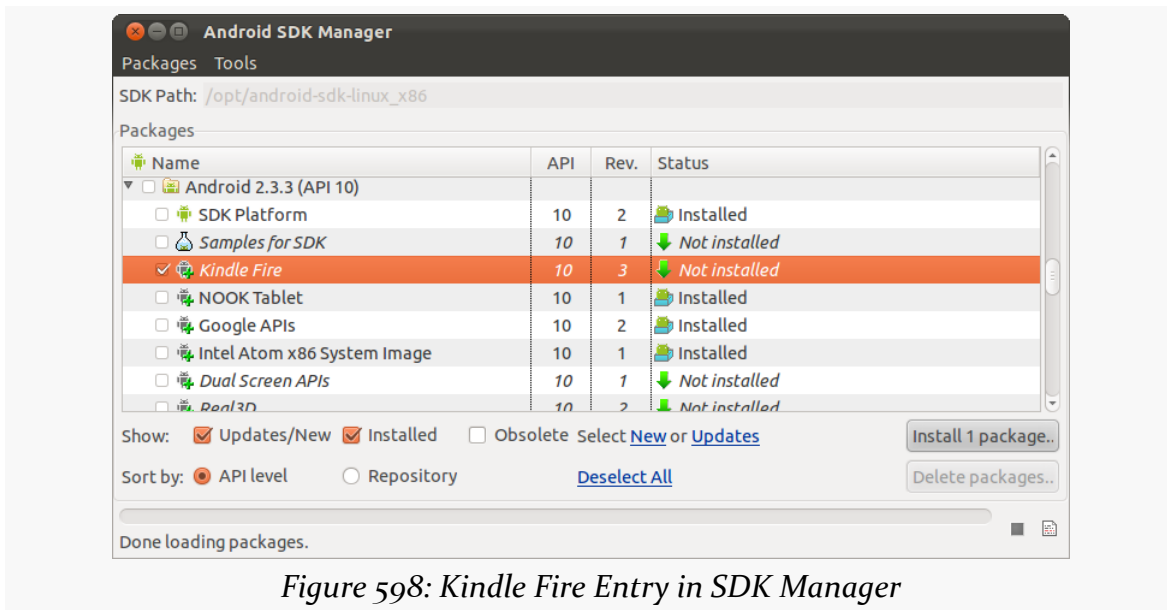 Android SDK Manager
Packages Tools
SDK Path: /opt/android-sdk-linux_x86
Packages
Name API Rev. Status
Android 2.3.3 (API 10)
SDK Platform 10 2 Installed
Samples for SDK 10 1 Not installed
Kindle Fire 10 3 Not installed
NOOK Tablet 10 1 Installed
Google APIs 10 2 Installed
Intel Atom x86 System Image 10 1 Installed
Dual Screen APIs 10 1 Not installed
Real3D 10 2 Not installed
Show: Updates/New Installed Obsolete Select New or Updates Install 1 package..
Sort by: API level Repository Deselect All Delete packages..
Done loading packages.
Figure 598: Kindle Fire Entry in SDK Manager